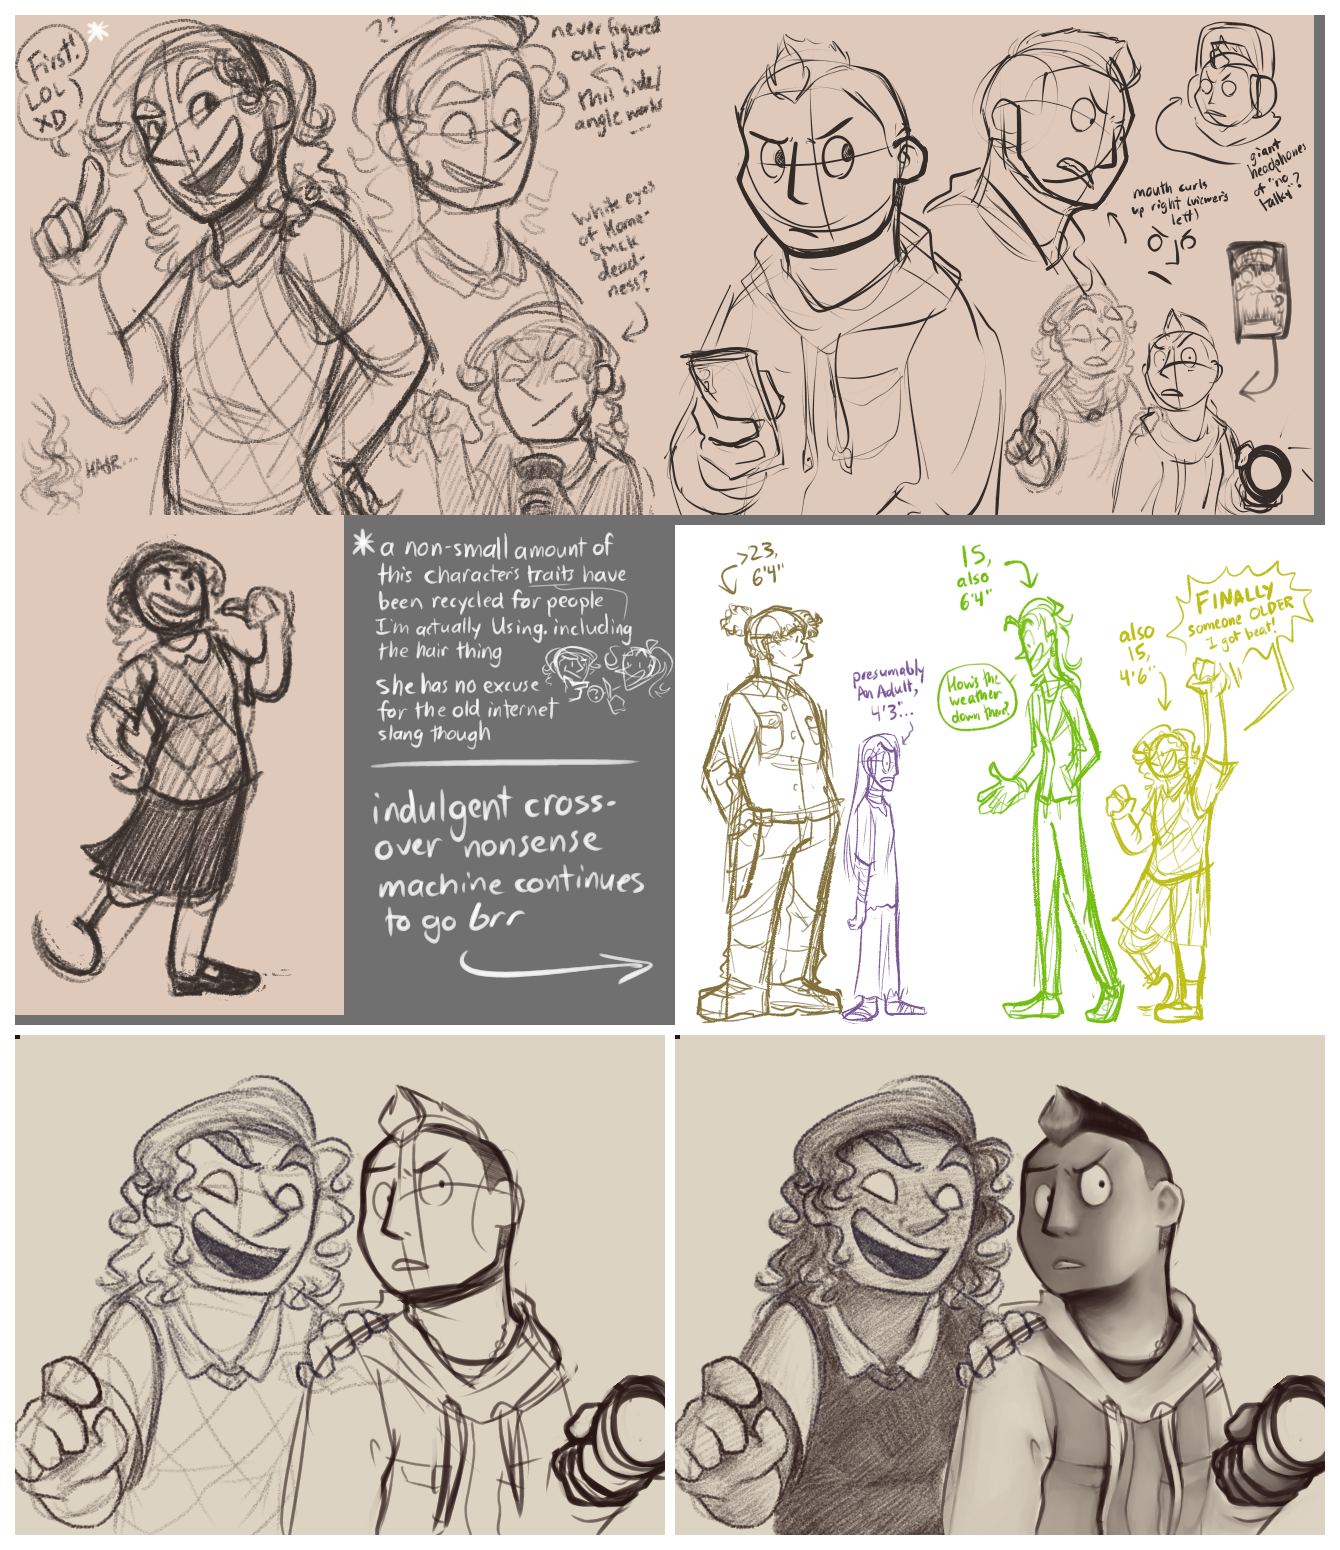 First!
LOL
XD
??
never figured
out how
this side/
angle works
...
White eyes
of Home-
stuck
dead-
ness?
HAIR...
giant
headphones
of "no
talky"?
mouth curls
up right (viewer's
left)
*a non-small amount of
this character's traits have
been recycled for people
I'm actually Using. including
the hair thing
she has no excuse
for the old internet
slang though
indulgent cross-
over nonsense
machine continues
to go brr
>23,
6'4"
presumably
An Adult,
4'3"...
15,
also
6'4"
How's the
weather
down there?
also
15,
4'6"
FINALLY
someone OLDER
I got beat!